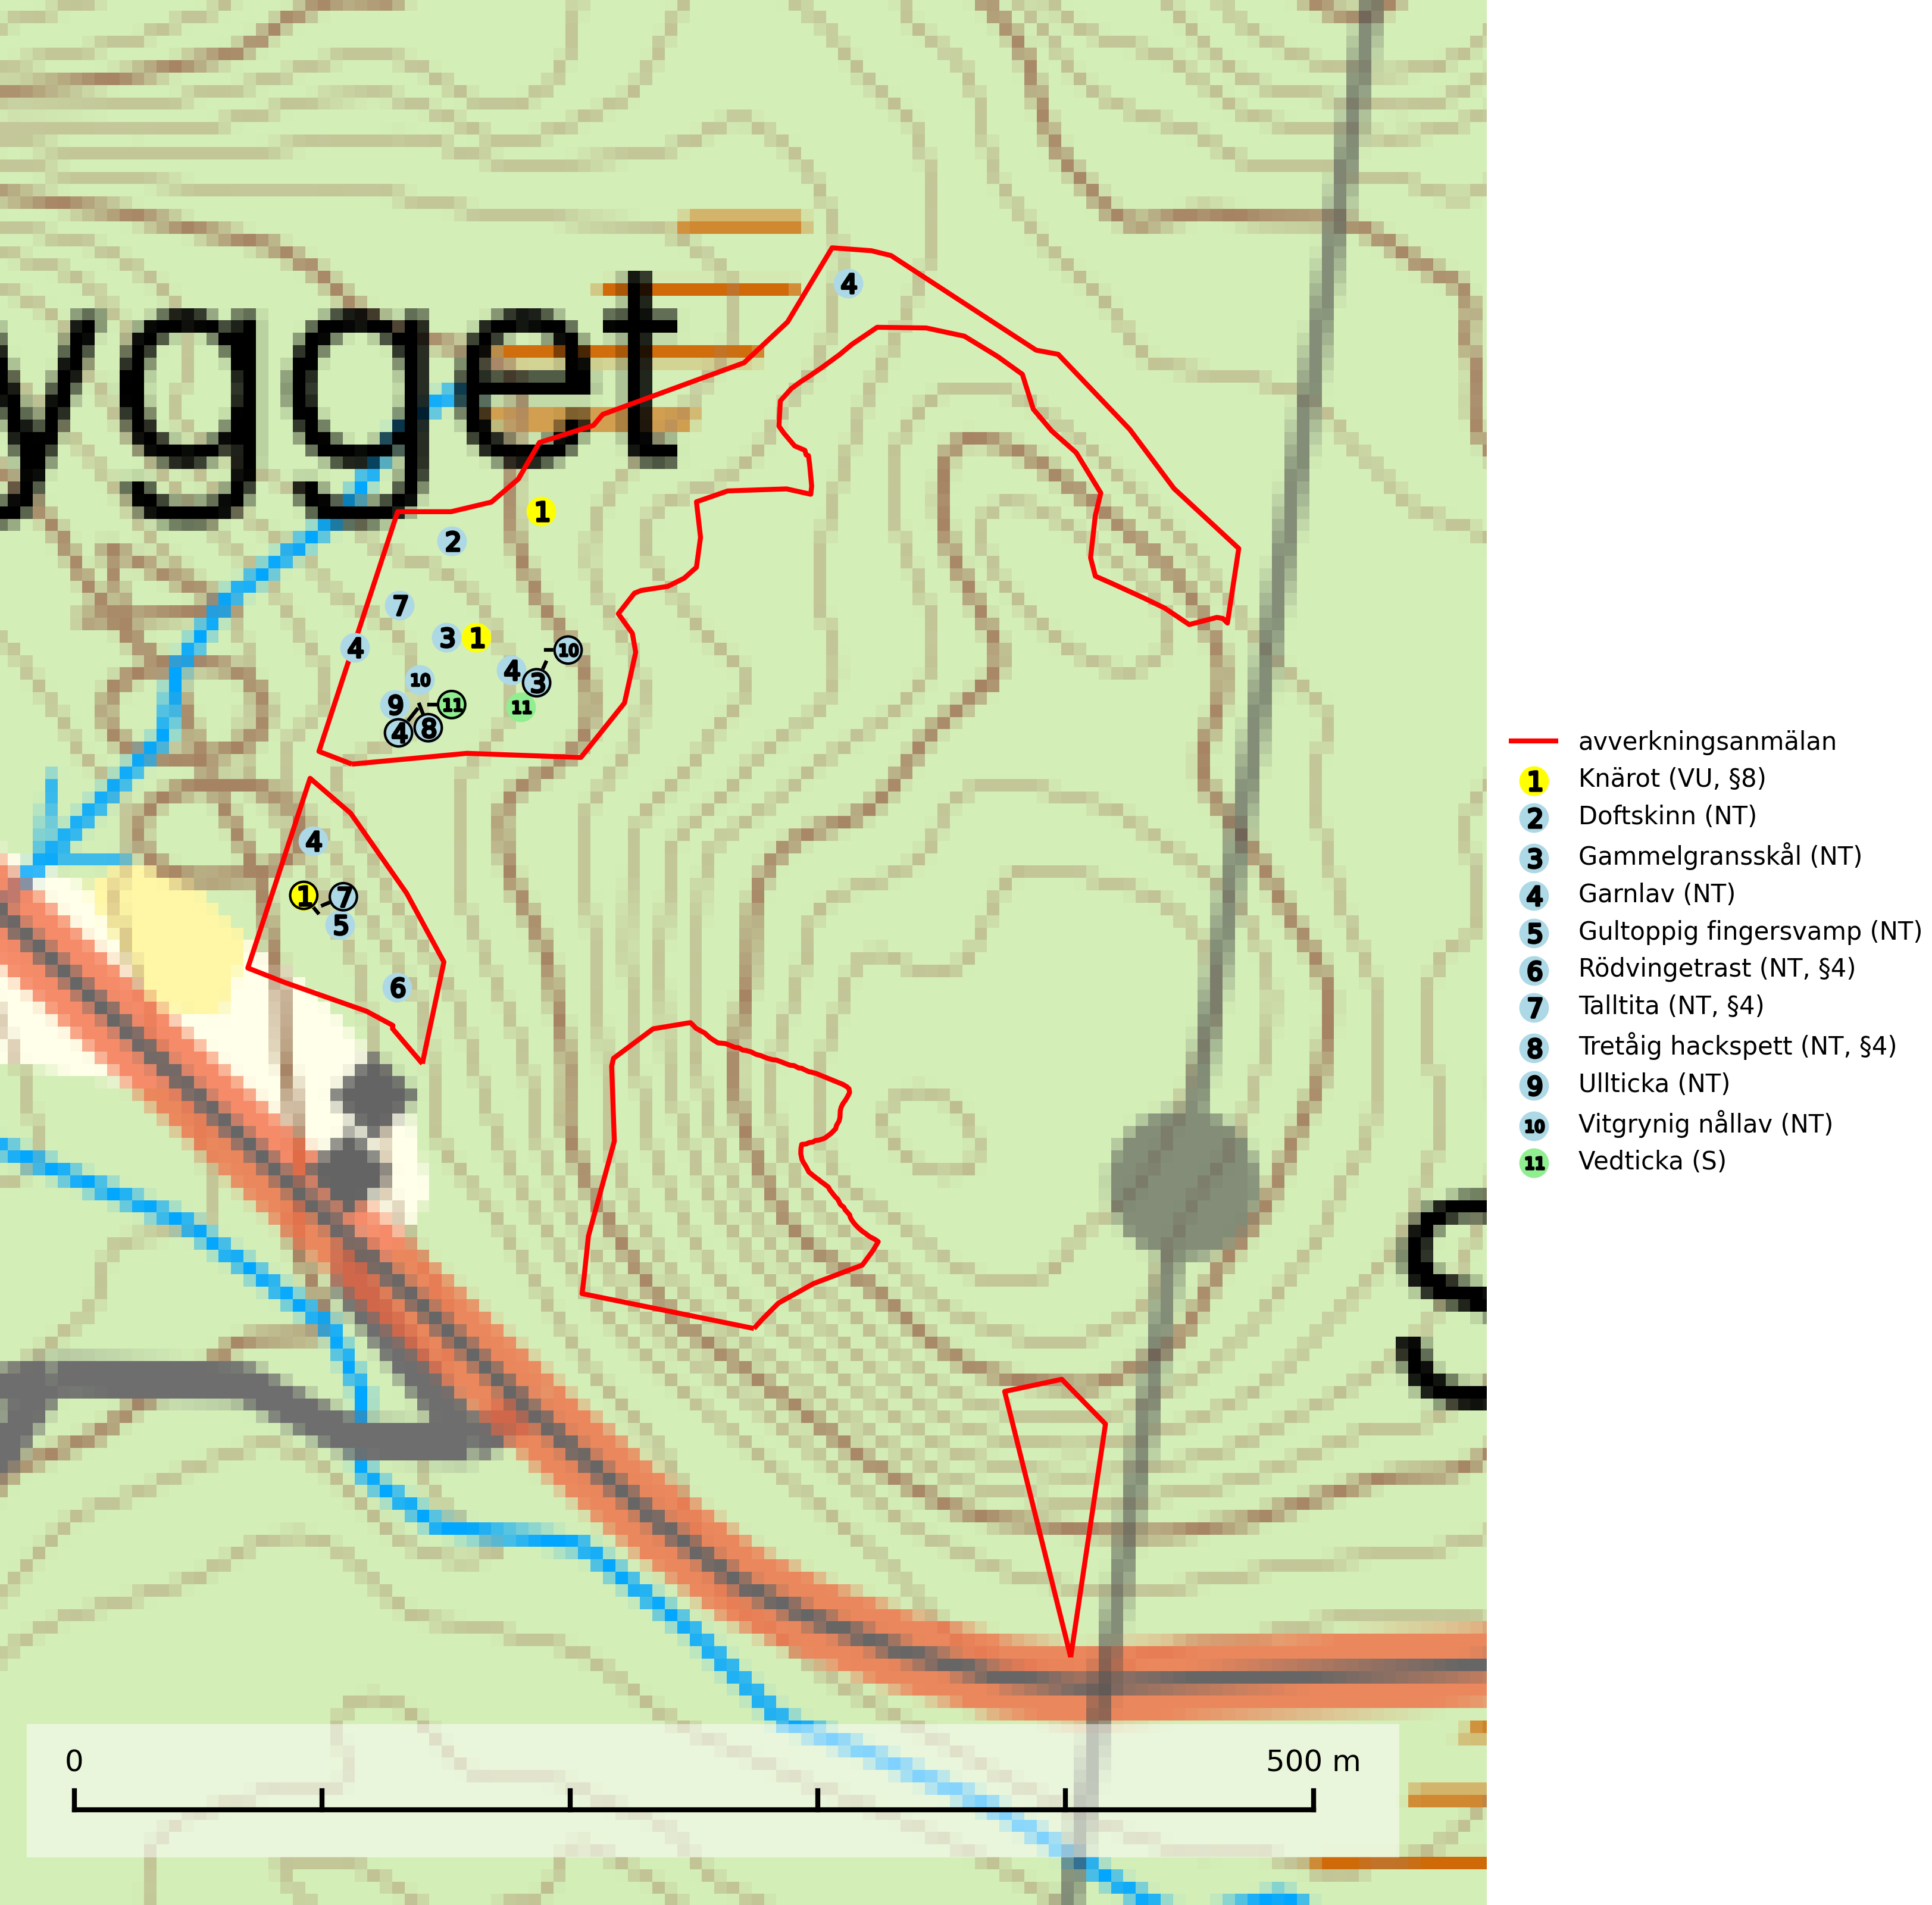 4
ygget
1
2
7
4
3
1
4
10
3
10
9
11
11
4
8
4
1
7
5
6
S
0
500 m
avverkningsanmälan
1 Knärot (VU, §8)
2 Doftskinn (NT)
3 Gammelgransskål (NT)
4 Garnlav (NT)
5 Gultoppig fingersvamp (NT)
6 Rödvingetrast (NT, §4)
7 Talltita (NT, §4)
8 Tretåig hackspett (NT, §4)
9 Ullticka (NT)
10 Vitgrynig nållav (NT)
11 Vedticka (S)